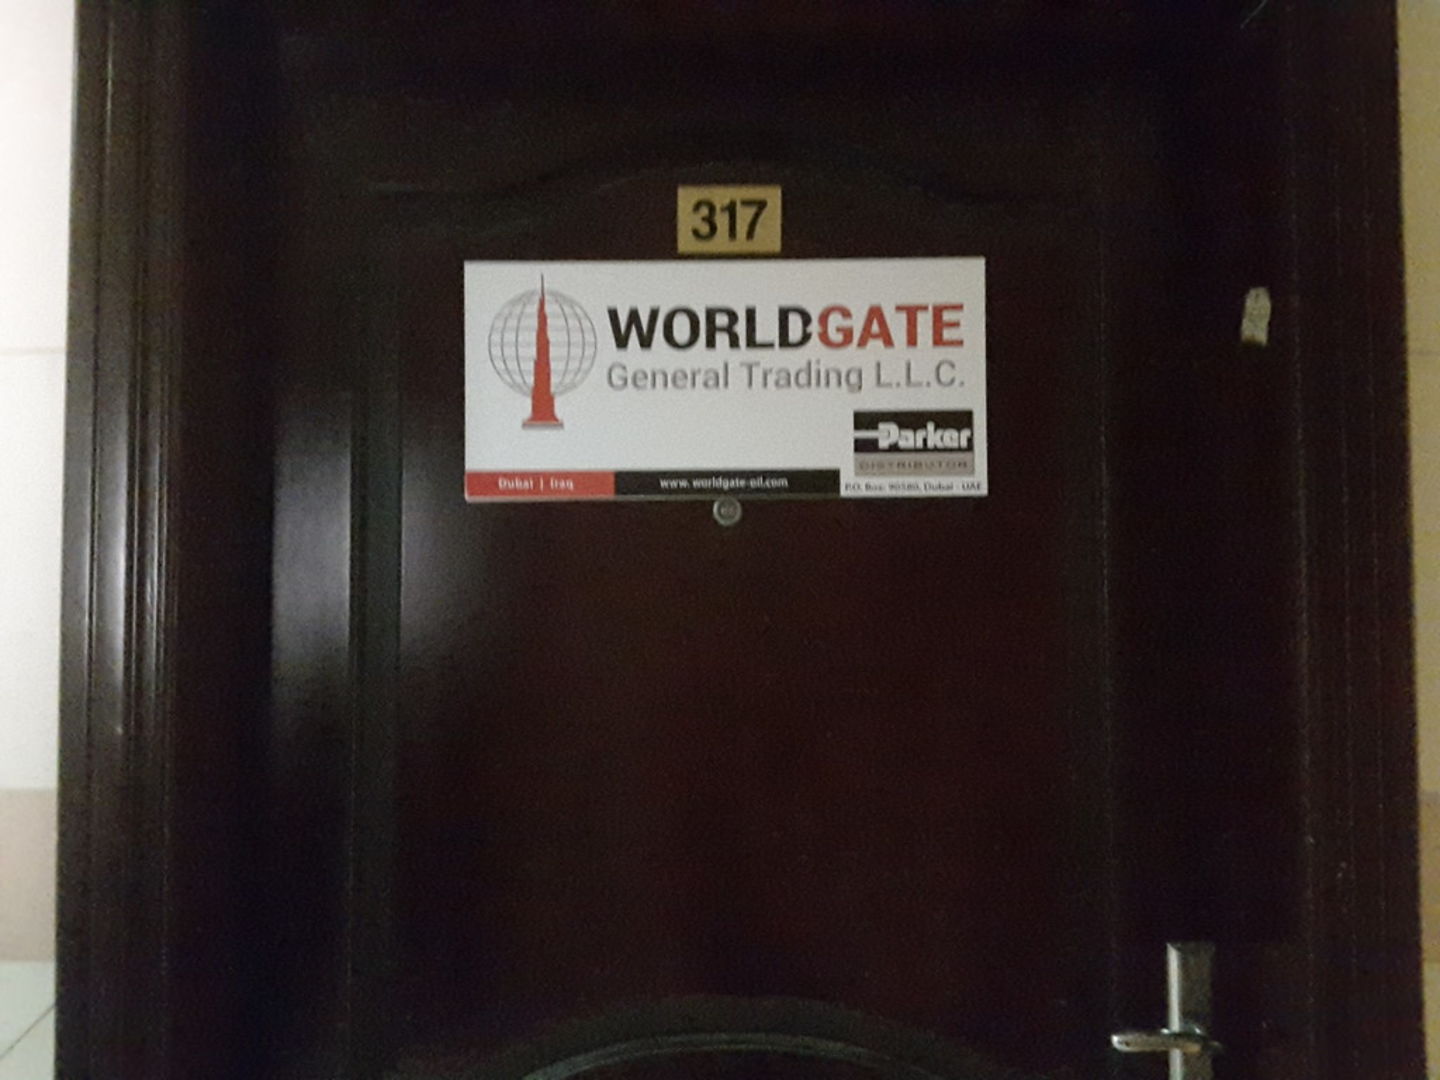 317
WORLDGATE
General Trading L.L.C.
Parker
DISTRIBUTOR
Dubai | Iraq
www.worldgate-oil.com
P.O. Box: 90580, Dubai - UAE